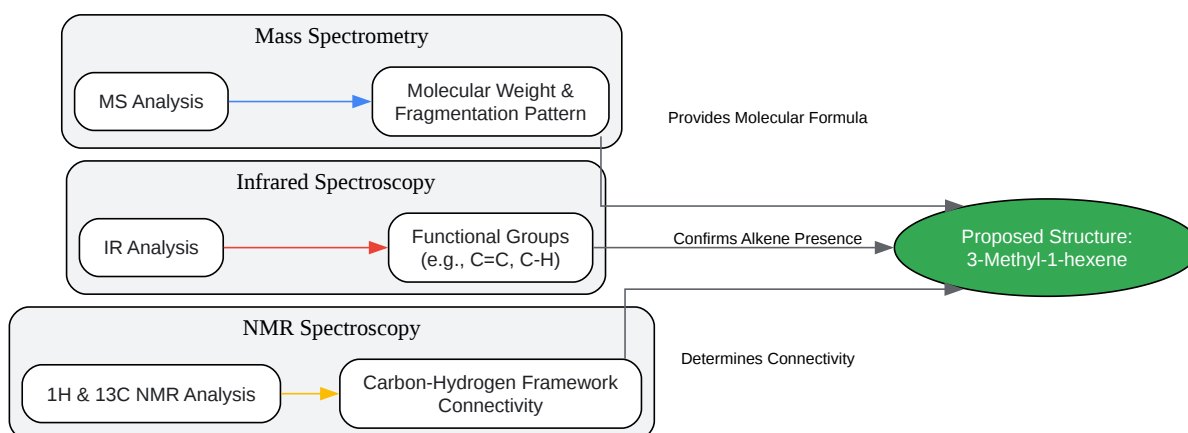 Mass Spectrometry
MS Analysis
Molecular Weight &
Fragmentation Pattern
Provides Molecular Formula
Infrared Spectroscopy
IR Analysis
Functional Groups
(e.g., C=C, C-H)
Confirms Alkene Presence
Proposed Structure:
3-Methyl-1-hexene
NMR Spectroscopy
1H & 13C NMR Analysis
Carbon-Hydrogen Framework
Connectivity
Determines Connectivity